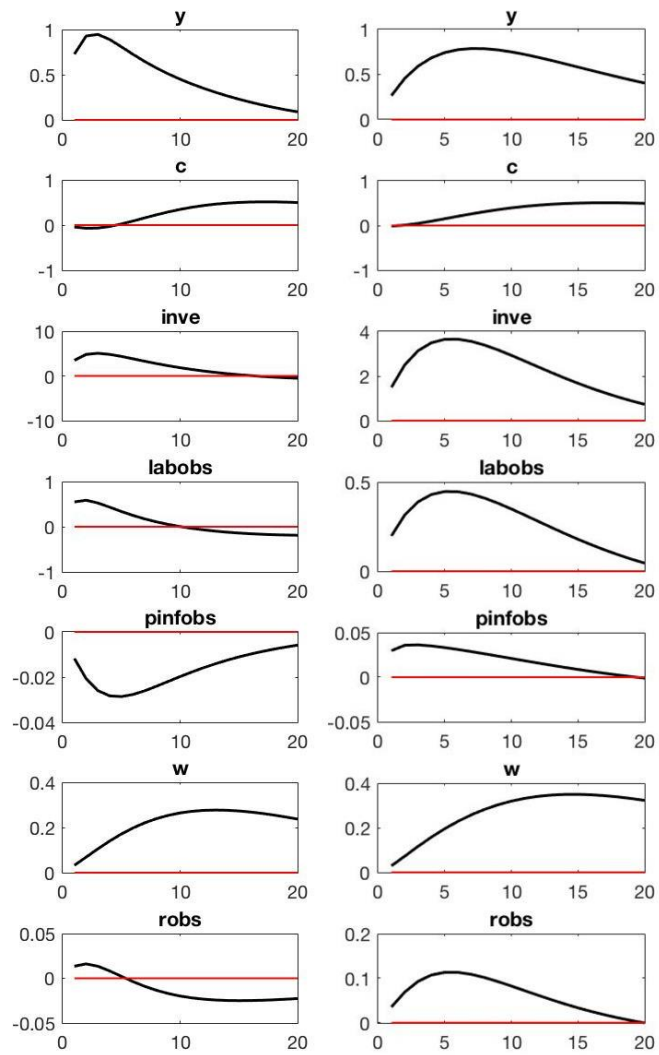 y y
1 1
0.5 0.5
0 0
0 10 20 0 5 10 15 20
c c
1 1
0 0
-1 -1
0 10 20 0 5 10 15 20
inve inve
10 4
0 2
-10 0
0 10 20 0 5 10 15 20
labobs labobs
1 0.5
0
-1 0
0 10 20 0 5 10 15 20
pinfobs pinfobs
0 0.05
-0.02 0
-0.04 -0.05
0 10 20 0 5 10 15 20
w w
0.4 0.4
0.2 0.2
0 0
0 10 20 0 5 10 15 20
robs robs
0.05 0.2
0 0.1
-0.05 0
0 10 20 0 5 10 15 20